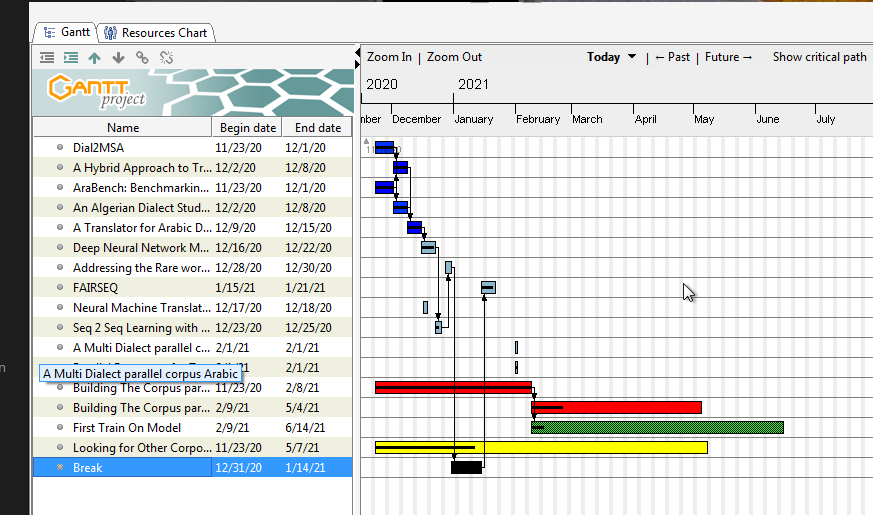 Gantt
Resources Chart
Zoom In | Zoom Out
Today
← Past | Future →
Show critical path
GANTT
project
2020
2021
mber
December
January
February
March
April
May
June
July
Name Begin date End date
Dial2MSA 11/23/20 12/1/20
A Hybrid Approach to Tr... 12/2/20 12/8/20
AraBench: Benchmarkin... 11/23/20 12/1/20
An Algerian Dialect Stud... 12/2/20 12/8/20
A Translator for Arabic D... 12/9/20 12/15/20
Deep Neural Network M... 12/16/20 12/22/20
Addressing the Rare wor... 12/28/20 12/30/20
FAIRSEQ 1/15/21 1/21/21
Neural Machine Translat... 12/17/20 12/18/20
Seq 2 Seq Learning with ... 12/23/20 12/25/20
A Multi Dialect parallel c... 2/1/21 2/1/21
2/1/21
A Multi Dialect parallel corpus Arabic
Building The Corpus par... 11/23/20 2/8/21
Building The Corpus par... 2/9/21 5/4/21
First Train On Model 2/9/21 6/14/21
Looking for Other Corpo... 11/23/20 5/7/21
Break 12/31/20 1/14/21
n